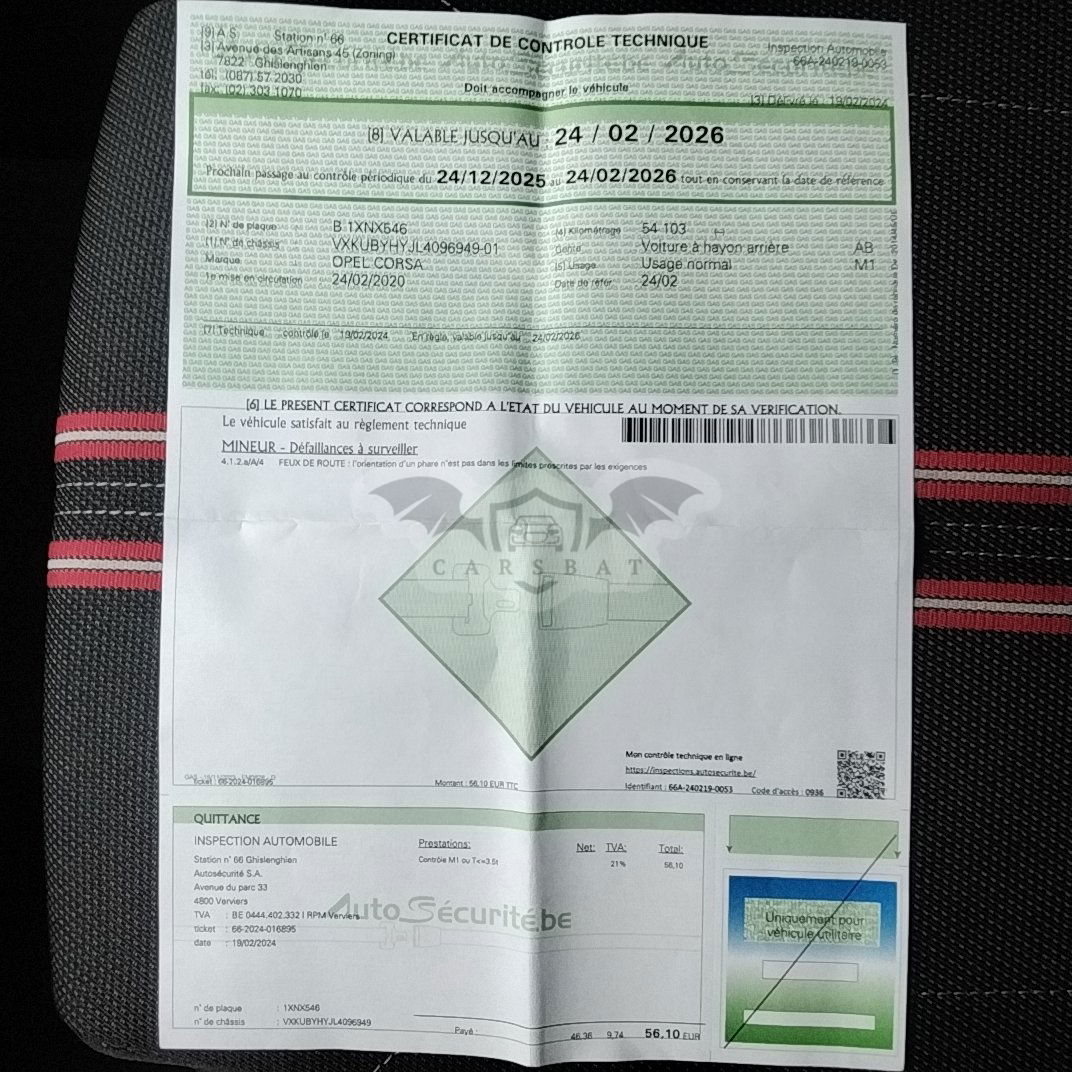 [9] A.S. Station n° 66
CERTIFICAT DE CONTROLE TECHNIQUE
Inspection Automobile
[3] Avenue des Artisans 45 (Zoning)
66A-240219-0053
7822 Ghislenghien
tél: (087) 57 2030
Doit accompagner le véhicule
fax: (02) 303 1070
[3] Délivré le : 19/02/2024
[8] VALABLE JUSQU'AU : 24 / 02 / 2026
Prochain passage au contrôle périodique du 24/12/2025 au 24/02/2026 tout en conservant la date de référence
[2] N° de plaque B 1XNX546
[4] Kilométrage 54 103
[1] N° de châssis VXKUBYHYJL4096949-01
Genre Voiture à hayon arrière AB
Marque OPEL CORSA
[5] Usage Usage normal M1
1e mise en circulation 24/02/2020
Date de réfer. 24/02
[7] Technique contrôlé le 19/02/2024 En règle, valable jusqu'au 24/02/2026
[6] LE PRESENT CERTIFICAT CORRESPOND A L'ETAT DU VEHICULE AU MOMENT DE SA VERIFICATION.
Le véhicule satisfait au règlement technique
MINEUR - Défaillances à surveiller
4.1.2.a/A/4 FEUX DE ROUTE : l'orientation d'un phare n'est pas dans les limites prescrites par les exigences
CARSBAT
Mon contrôle technique en ligne
https://inspections.autosecurite.be/
ticket : 66-2024-016895
Montant : 56,10 EUR TTC
Identifiant : 66A-240219-0053 Code d'accès : 0936
QUITTANCE
INSPECTION AUTOMOBILE
Prestations:
Net: TVA: Total:
Station n° 66 Ghislenghien
Contrôle M1 ou T<=3.5t
21% 56,10
Autosécurité S.A.
Avenue du parc 33
4800 Verviers
TVA : BE 0444.402.332 | RPM Verviers
AutoSécurité.be
ticket : 66-2024-016895
date : 19/02/2024
Uniquement pour
véhicule utilitaire
n° de plaque : 1XNX546
n° de châssis : VXKUBYHYJL4096949
Payé : 46,36 9,74 56,10 EUR